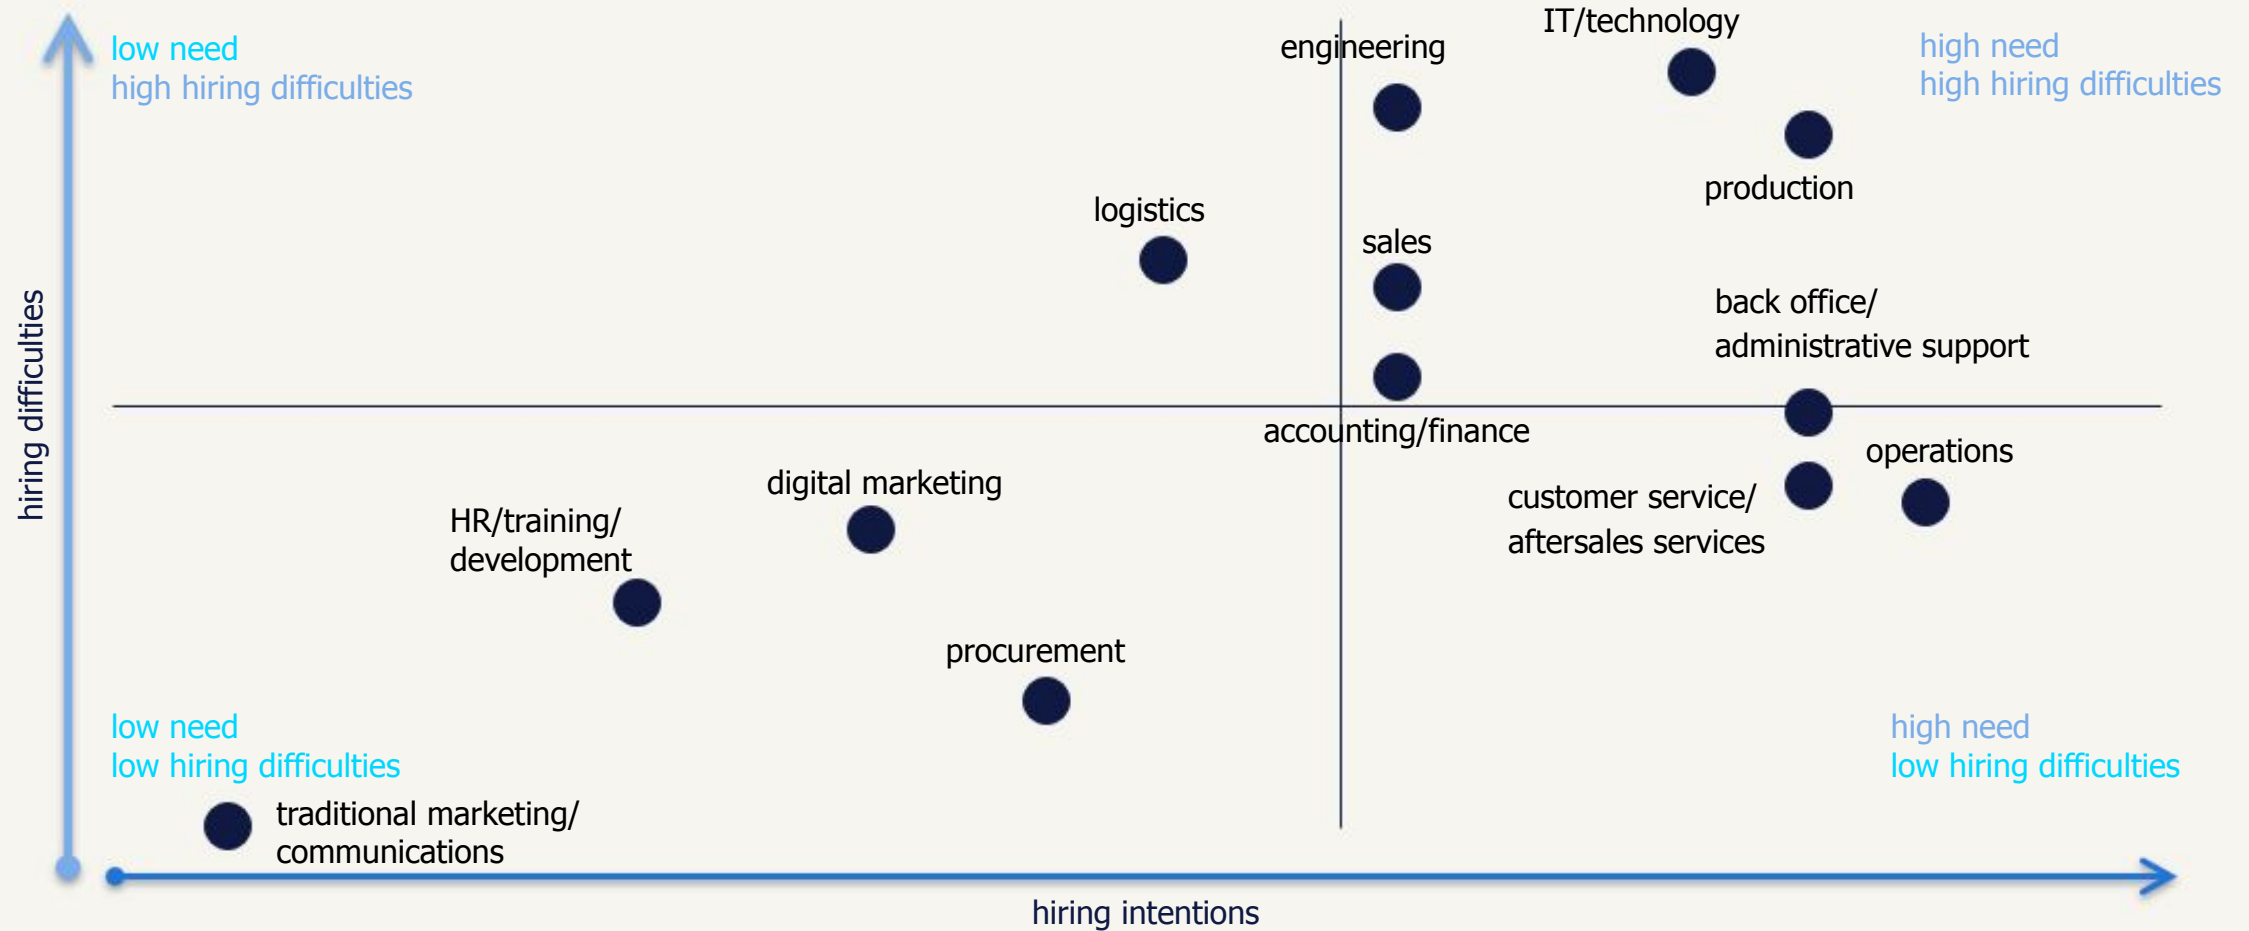 IT/technology
engineering
low need
high hiring difficulties
high need
high hiring difficulties
production
logistics
sales
back office/
administrative support
hiring difficulties
accounting/finance
operations
digital marketing
customer service/
aftersales services
HR/training/
development
procurement
low need
low hiring difficulties
high need
low hiring difficulties
traditional marketing/
communications
hiring intentions